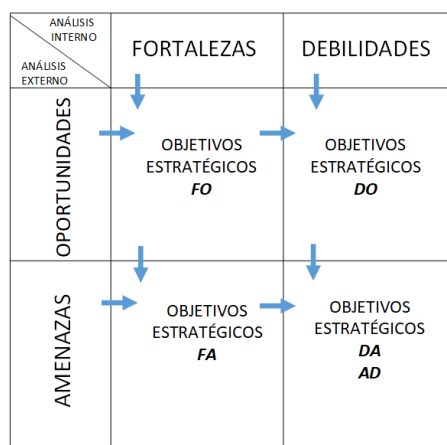 ANÁLISIS
INTERNO
ANÁLISIS
EXTERNO
FORTALEZAS
DEBILIDADES
OPORTUNIDADES
OBJETIVOS
ESTRATÉGICOS
FO
OBJETIVOS
ESTRATÉGICOS
DO
AMENAZAS
OBJETIVOS
ESTRATÉGICOS
FA
OBJETIVOS
ESTRATÉGICOS
DA
AD